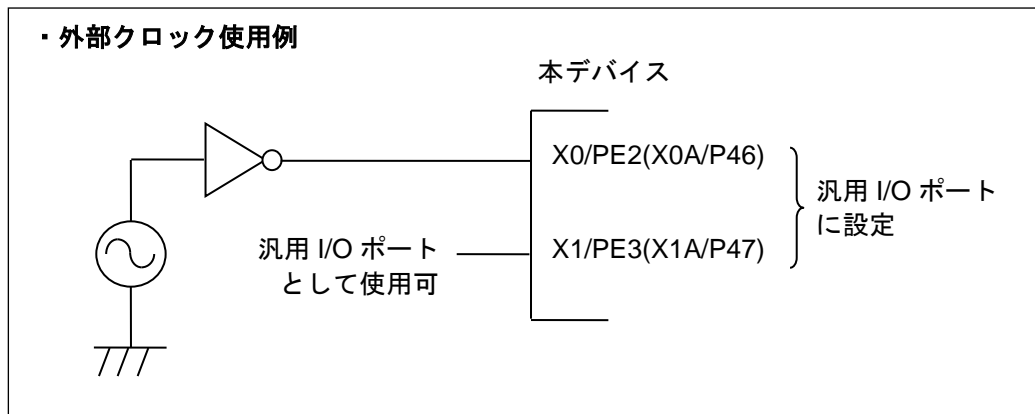 ・外部クロック使用例
本デバイス
X0/PE2(X0A/P46)
汎用 I/O ポート
に設定
X1/PE3(X1A/P47)
汎用 I/O ポート
として使用可